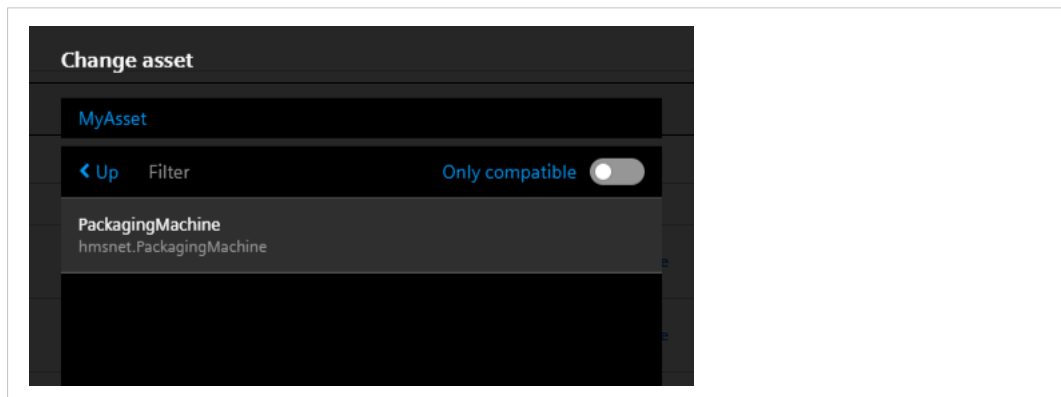 Change asset
MyAsset
Up Filter Only compatible
PackagingMachine
hmsnet.PackagingMachine
e
e